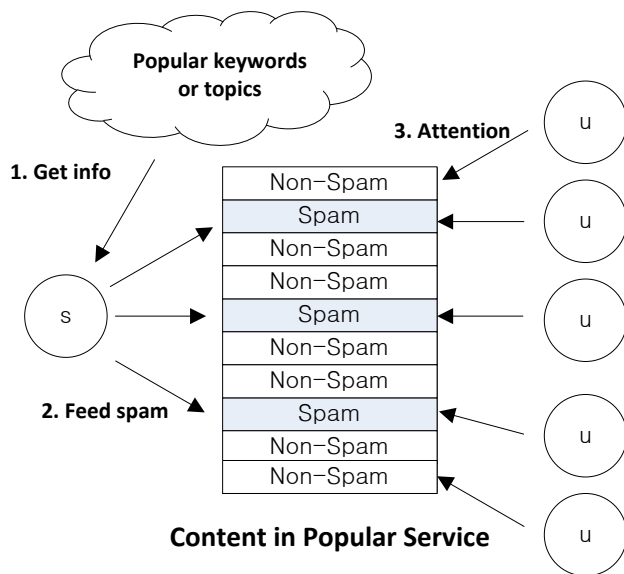 Popular keywords
or topics
1. Get info
3. Attention
u
Non-Spam
Spam
u
Non-Spam
Non-Spam
s
Spam
u
Non-Spam
Non-Spam
2. Feed spam
Spam
u
Non-Spam
Non-Spam
u
Content in Popular Service